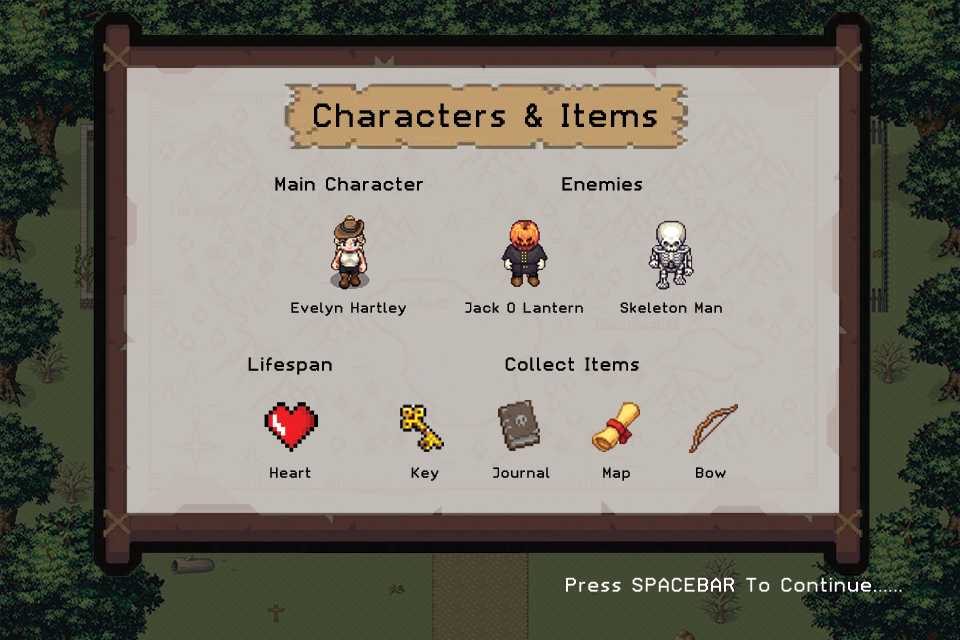 Characters & Items
Main Character
Enemies
Evelyn Hartley
Jack O Lantern
Skeleton Man
Lifespan
Collect Items
Heart
Key
Journal
Map
Bow
Press SPACEBAR To Continue......